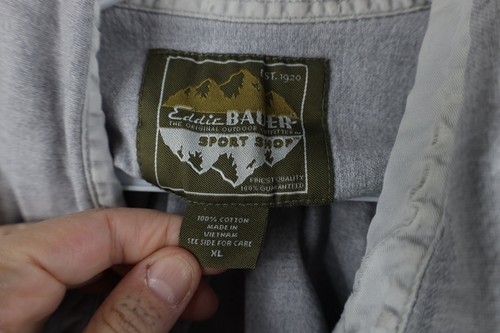 EST. 1920
Eddie BAUER
THE ORIGINAL OUTDOOR OUTFITTER
SPORT SHOP
FINEST QUALITY
100% GUARANTEED
100% COTTON
MADE IN
VIETNAM
SEE SIDE FOR CARE
XL